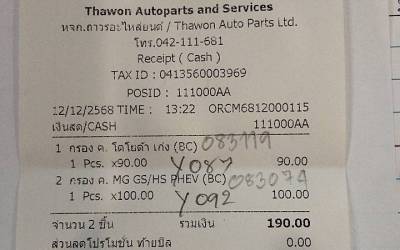 Thawon Autoparts and Services
หจก.ถาวรอะไหล่ยนต์ / Thawon Auto Parts Ltd.
โทร.042-111-681
Receipt ( Cash )
TAX ID : 0413560003969
POSID : 111000AA
12/12/2568 TIME : 13:22 ORCM6812000115
เงินสด/CASH 111000AA
1 กรอง ค. โตโยต้า เก่ง (BC) 083119
1 Pcs. x90.00 Y087 90.00
2 กรอง ค. MG GS/HS PHEV (BC) 083079
1 Pcs. x100.00 Y092 100.00
จำนวน 2 ชิ้น รวมเงิน 190.00
ส่วนลดโปรโมชั่น ท้ายบิล 0.00